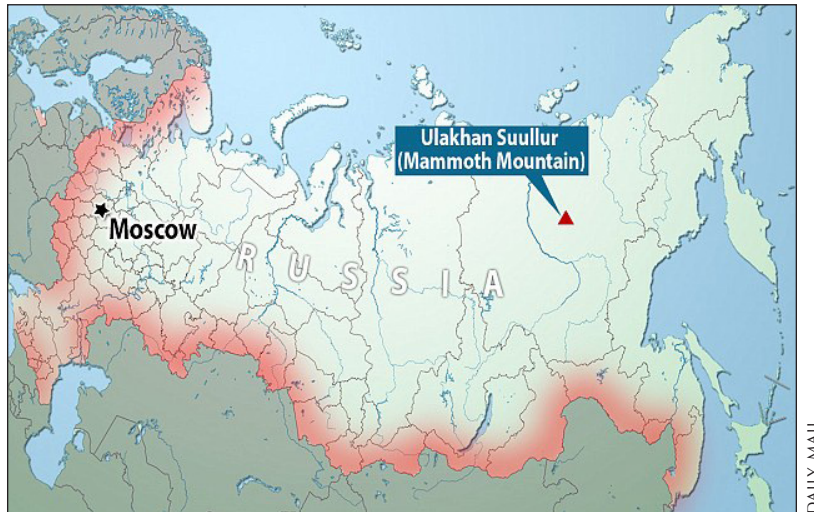 Ulakhan Suullur
(Mammoth Mountain)
Moscow
RUSSIA
DAILY MAIL